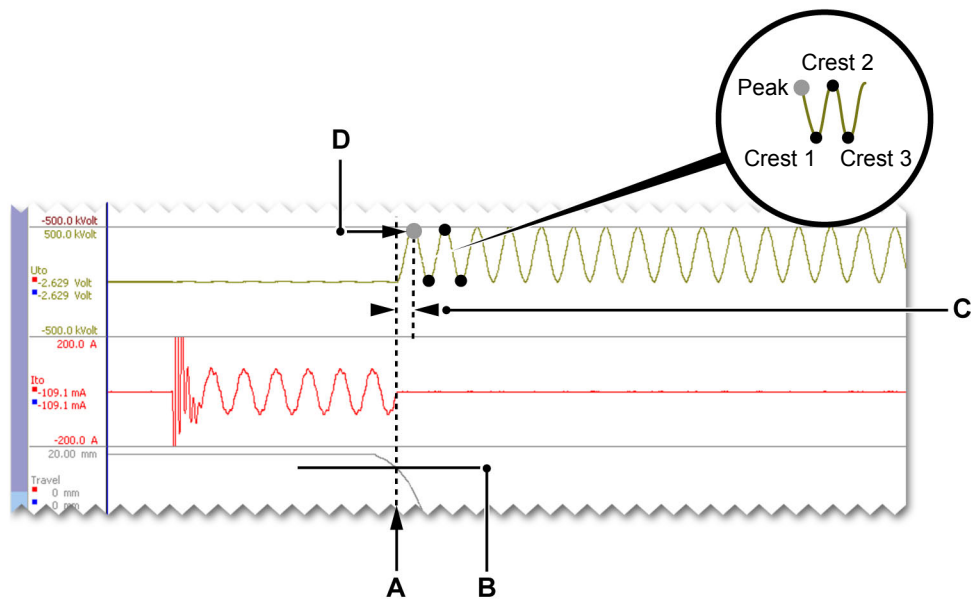 Crest 2
Peak
Crest 1 Crest 3
D
-500.0 kVolt
500.0 kVolt
Uto
-2.629 Volt
-2.629 Volt
C
-500.0 kVolt
200.0 A
Ito
-109.1 mA
-109.1 mA
-200.0 A
20.00 mm
Travel
0 mm
0 mm
A
B